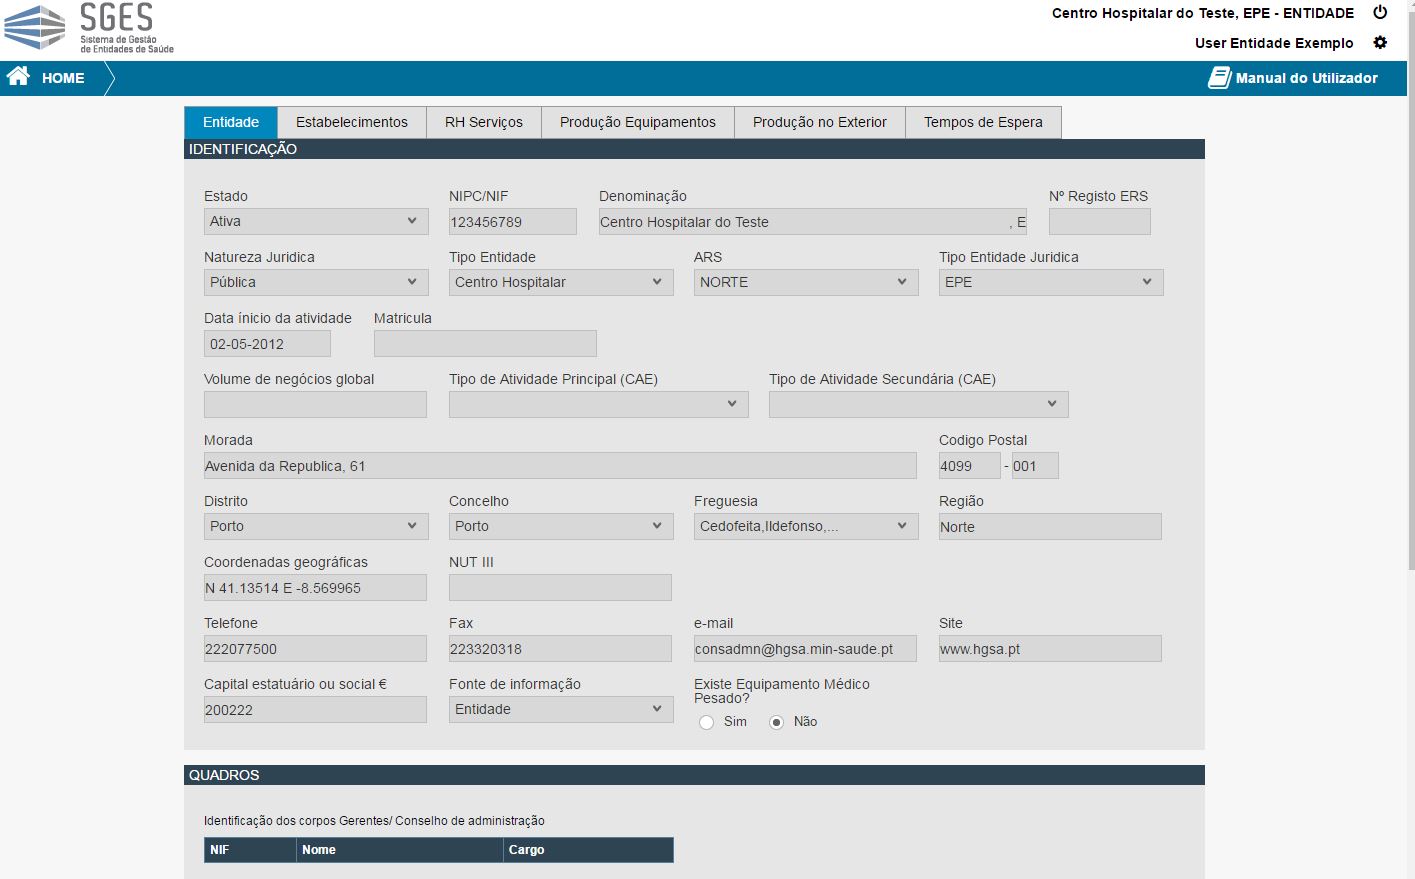 SGES
Sistema de Gestão
de Entidades de Saúde
Centro Hospitalar do Teste, EPE - ENTIDADE
User Entidade Exemplo
HOME
Manual do Utilizador
Entidade Estabelecimentos RH Serviços Produção Equipamentos Produção no Exterior Tempos de Espera
IDENTIFICAÇÃO
Estado NIPC/NIF Denominação Nº Registo ERS
Ativa 123456789 Centro Hospitalar do Teste , E
Natureza Juridica Tipo Entidade ARS Tipo Entidade Juridica
Pública Centro Hospitalar NORTE EPE
Data ínicio da atividade Matricula
02-05-2012
Volume de negócios global Tipo de Atividade Principal (CAE) Tipo de Atividade Secundária (CAE)
Morada Codigo Postal
Avenida da Republica, 61 4099 - 001
Distrito Concelho Freguesia Região
Porto Porto Cedofeita,Ildefonso,... Norte
Coordenadas geográficas NUT III
N 41.13514 E -8.569965
Telefone Fax e-mail Site
222077500 223320318 consadmn@hgsa.min-saude.pt www.hgsa.pt
Capital estatuário ou social € Fonte de informação Existe Equipamento Médico
Pesado?
200222 Entidade
Sim Não
QUADROS
Identificação dos corpos Gerentes/ Conselho de administração
NIF Nome Cargo